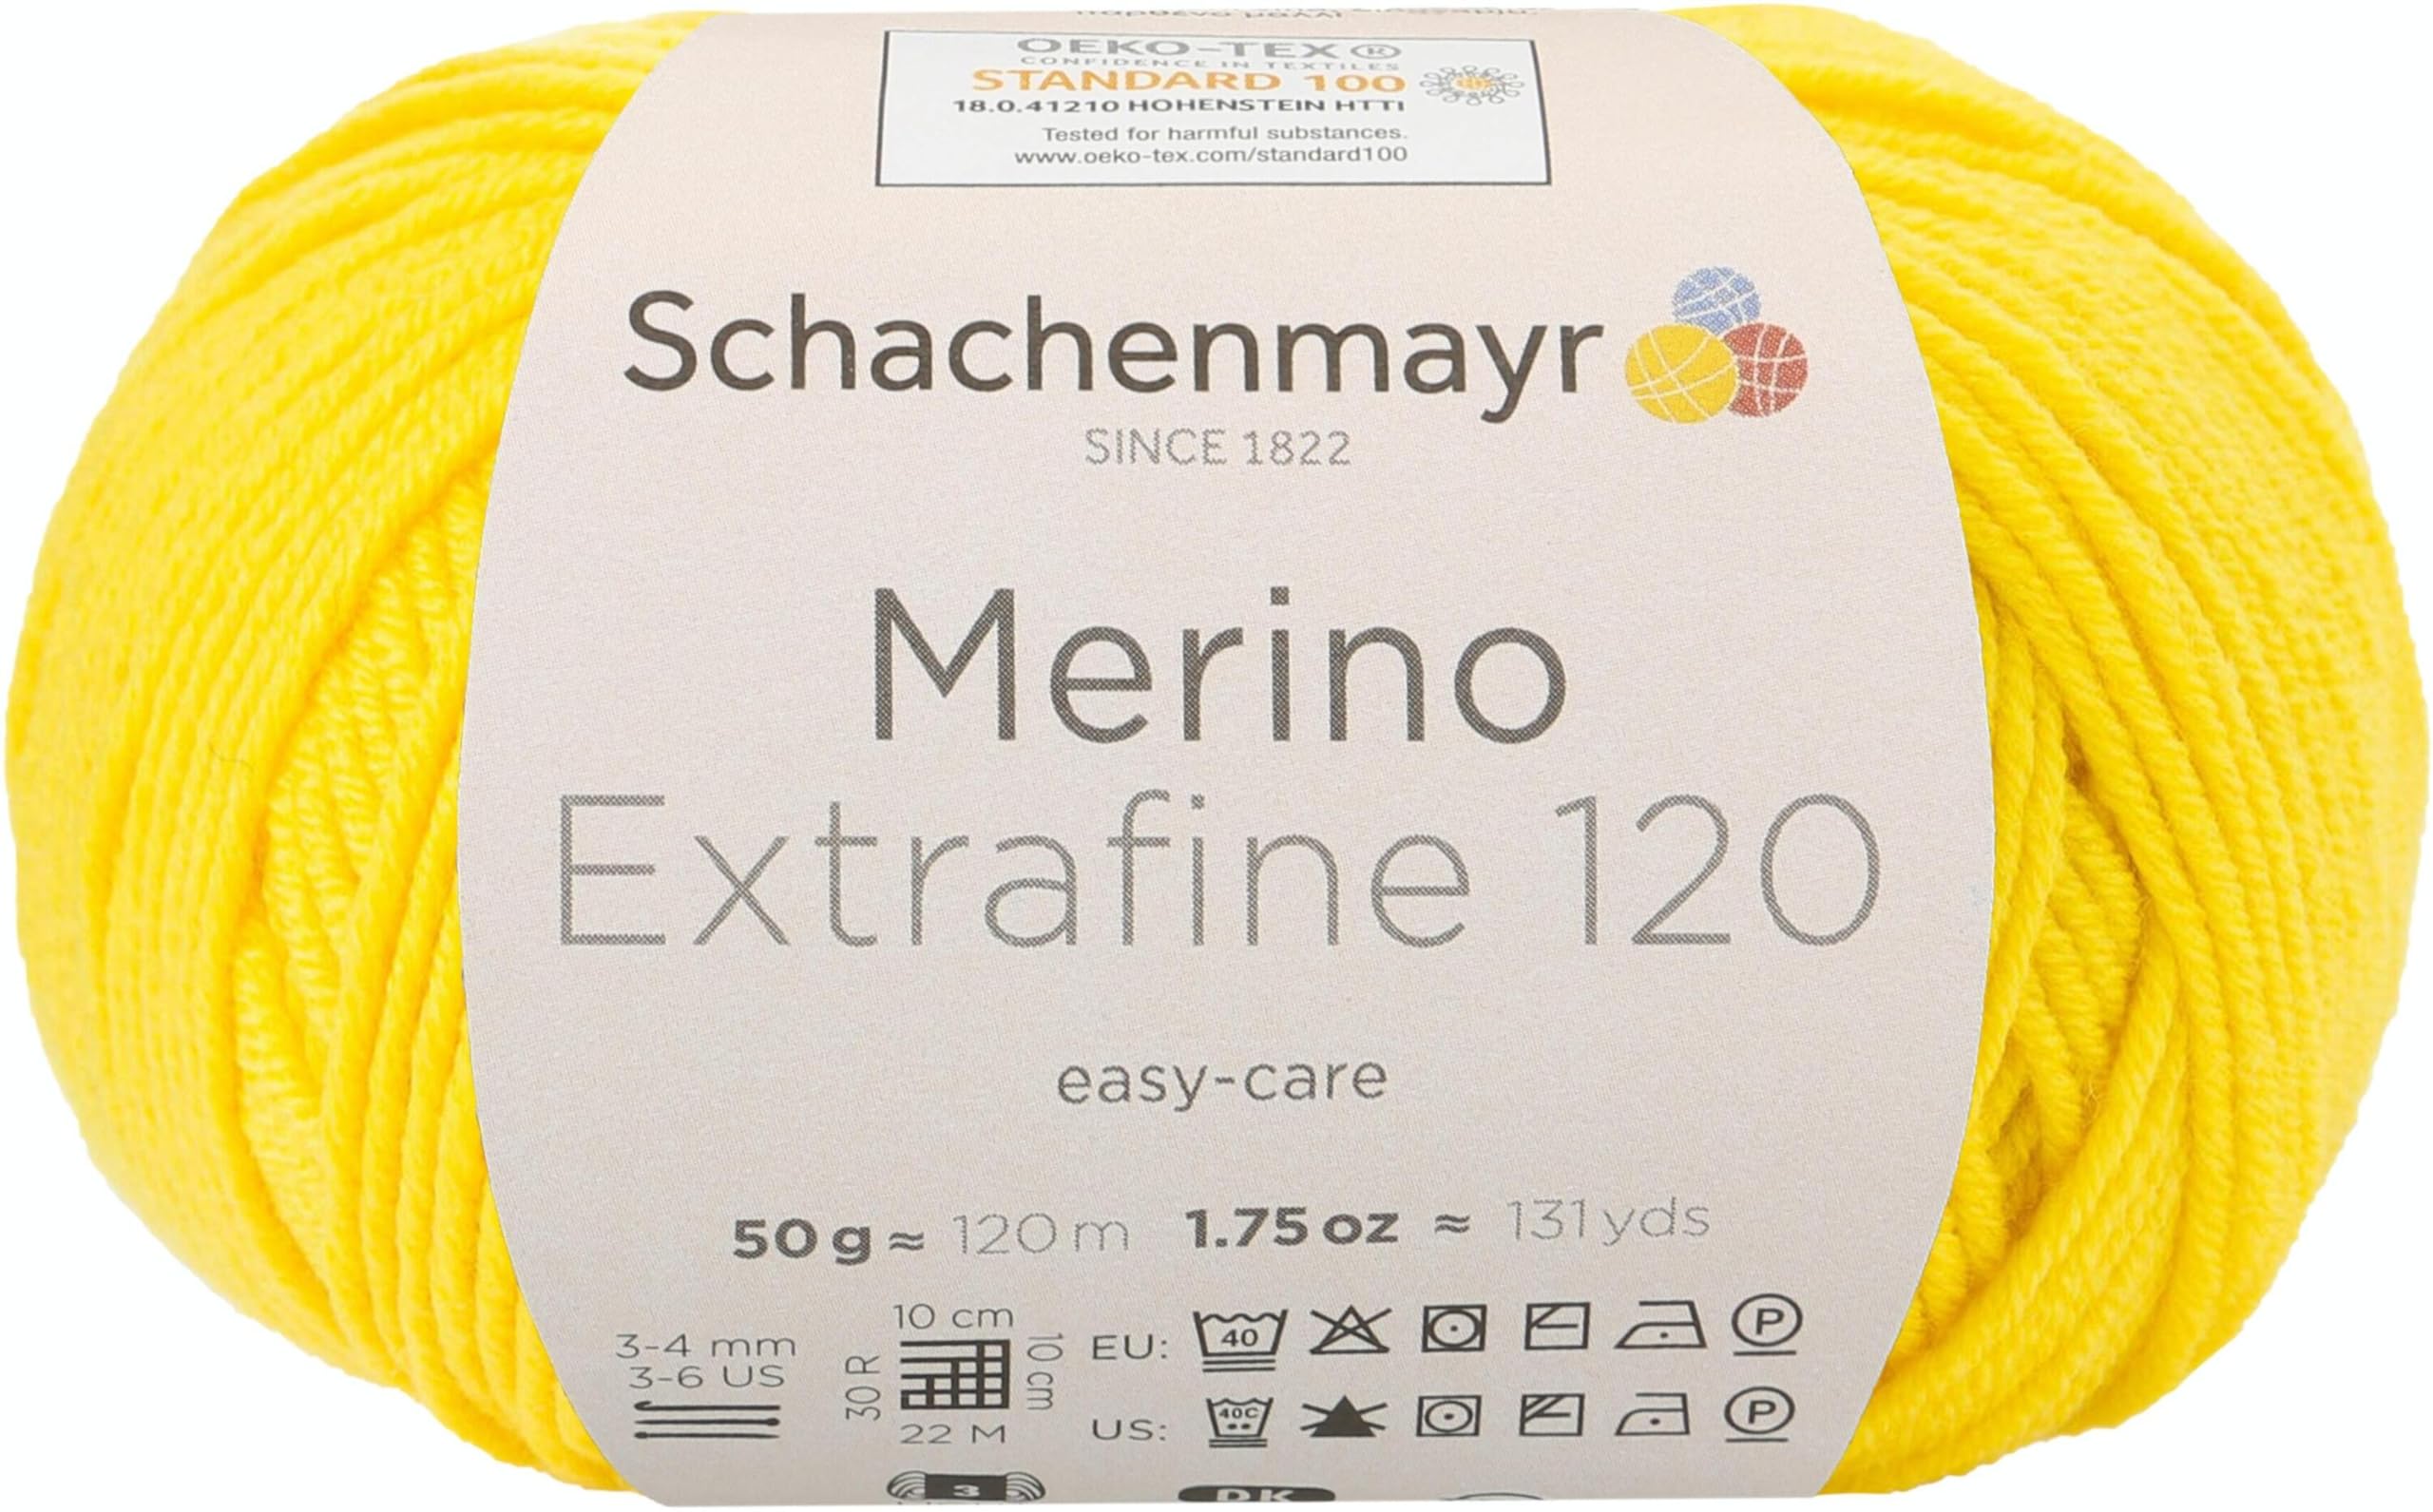 OEKO-TEX®
CONFIDENCE IN TEXTILES
STANDARD 100
18.0.41210 HOHENSTEIN HTTI
Tested for harmful substances.
www.oeko-tex.com/standard100
Schachenmayr
SINCE 1822
Merino
Extrafine 120
easy-care
50 g ≈ 120 m 1.75 oz ≈ 131 yds
3-4 mm
3-6 US
10 cm
30 R
10 cm
22 M
EU: 40 P
US: 40C P
3
DK